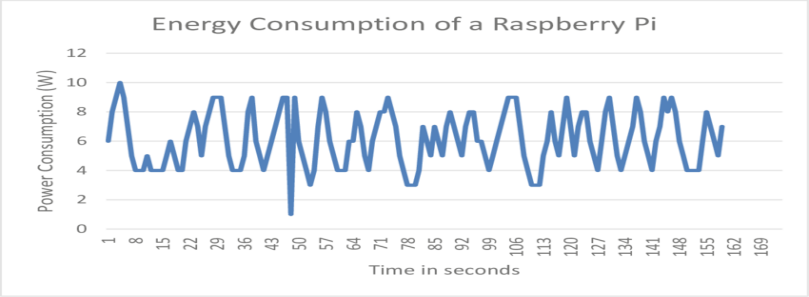 Energy Consumption of a Raspberry Pi
Power Consumption (W)
12
10
8
6
4
2
0
1 8 15 22 29 36 43 50 57 64 71 78 85 92 99 106 113 120 127 134 141 148 155 162 169
Time in seconds